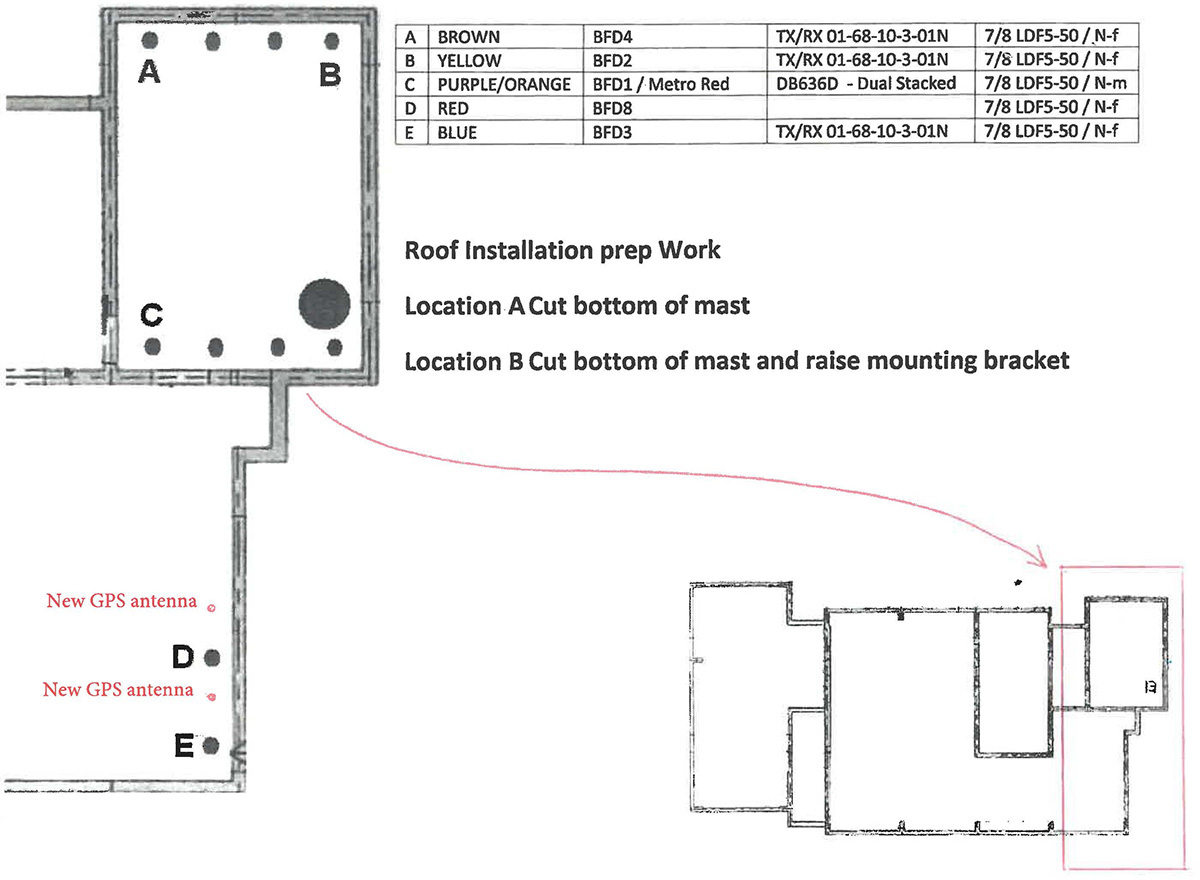 A BROWN BFD4 TX/RX 01-68-10-3-01N 7/8 LDF5-50 / N-f
B YELLOW BFD2 TX/RX 01-68-10-3-01N 7/8 LDF5-50 / N-f
C PURPLE/ORANGE BFD1 / Metro Red DB636D - Dual Stacked 7/8 LDF5-50 / N-m
D RED BFD8 7/8 LDF5-50 / N-f
E BLUE BFD3 TX/RX 01-68-10-3-01N 7/8 LDF5-50 / N-f
A
B
Roof Installation prep Work
Location A Cut bottom of mast
C
Location B Cut bottom of mast and raise mounting bracket
New GPS antenna
D
New GPS antenna
E